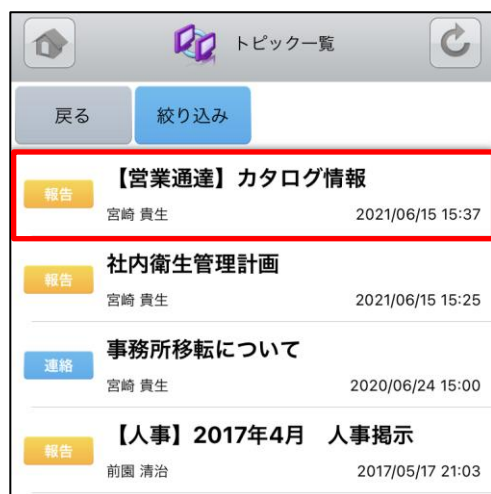 トピック一覧
戻る 絞り込み
【営業通達】カタログ情報
報告
宮崎 貴生 2021/06/15 15:37
社内衛生管理計画
報告
宮崎 貴生 2021/06/15 15:25
事務所移転について
連絡
宮崎 貴生 2020/06/24 15:00
【人事】2017年4月　人事掲示
報告
前園 清治 2017/05/17 21:03